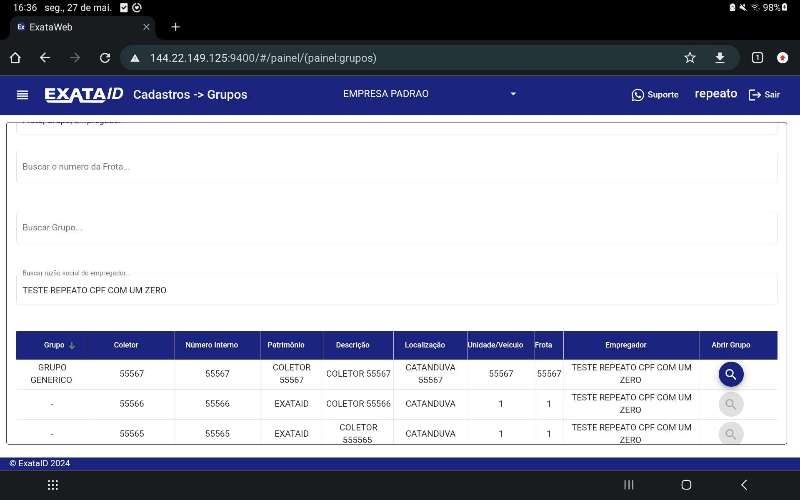 16:36 seg., 27 de mai. 98%
Ex ExataWeb
144.22.149.125:9400/#/painel/(painel:grupos) 1
EXATAID Cadastros -> Grupos EMPRESA PADRAO Suporte repeato Sair
Buscar o numero da Frota...
Buscar Grupo...
Buscar razão social do empregador...
TESTE REPEATO CPF COM UM ZERO
Grupo Coletor Número Interno Patrimônio Descrição Localização Unidade/Veiculo Frota Empregador Abrir Grupo
GRUPO GENERICO 55567 55567 COLETOR 55567 COLETOR 55567 CATANDUVA 55567 55567 55567 TESTE REPEATO CPF COM UM ZERO
- 55566 55566 EXATAID COLETOR 55566 CATANDUVA 1 1 TESTE REPEATO CPF COM UM ZERO
- 55565 55565 EXATAID COLETOR 555565 CATANDUVA 1 1 TESTE REPEATO CPF COM UM ZERO
© ExataID 2024